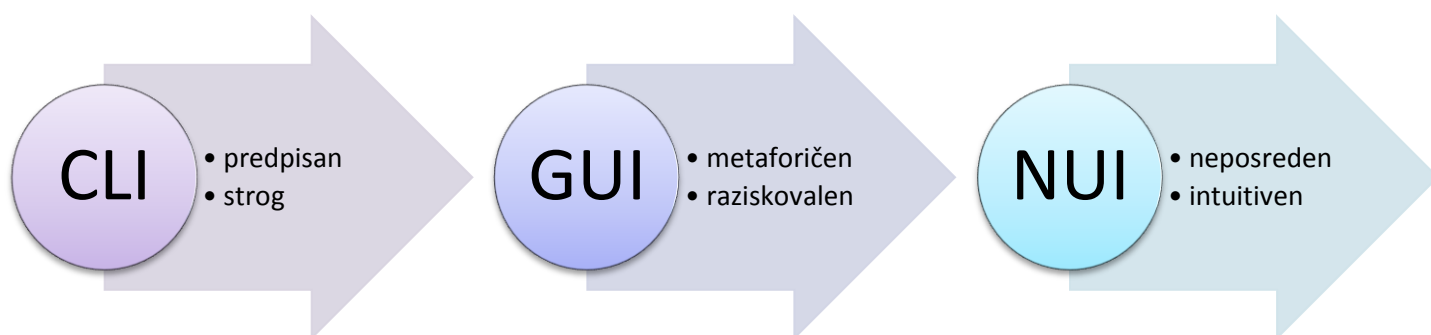 CLI
• predpisan
• strog
GUI
• metaforičen
• raziskovalen
NUI
• neposreden
• intuitiven